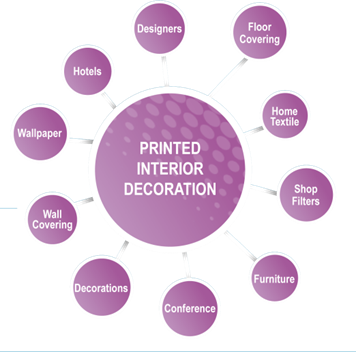 Designers
Floor
Covering
Hotels
Home
Textile
Wallpaper
PRINTED
INTERIOR
DECORATION
Shop
Filters
Wall
Covering
Furniture
Decorations
Conference